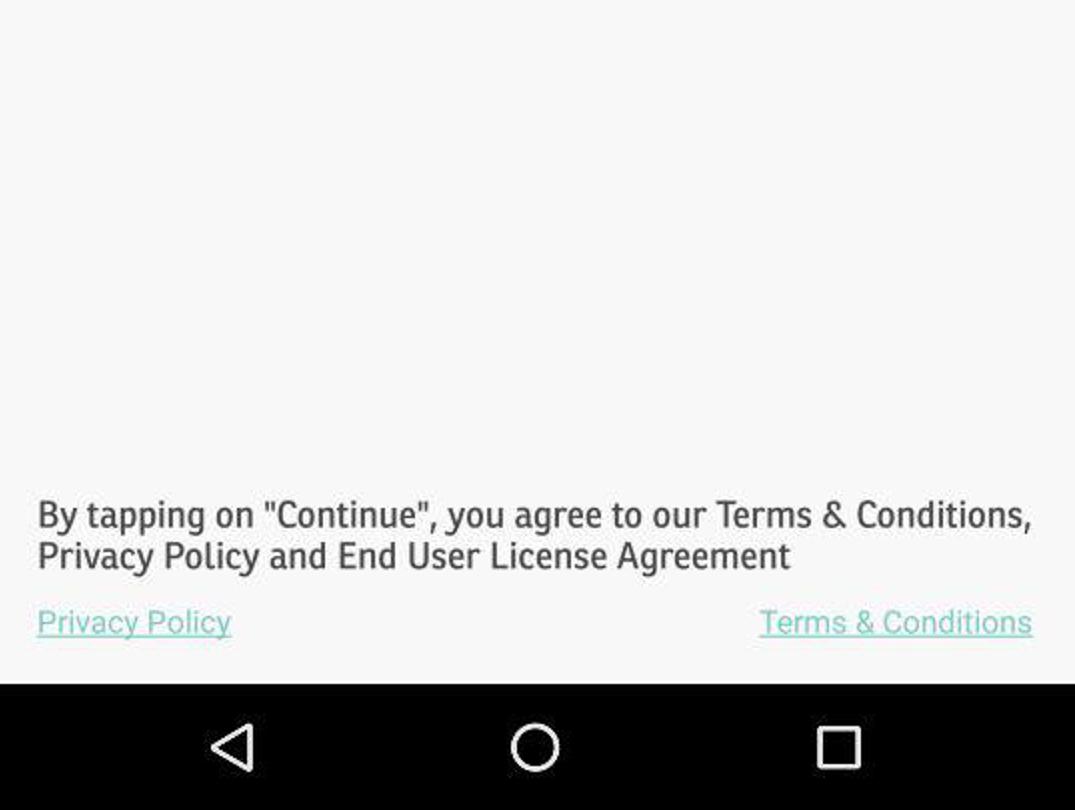 By tapping on "Continue", you agree to our Terms & Conditions,
Privacy Policy and End User License Agreement
Privacy Policy
Terms & Conditions